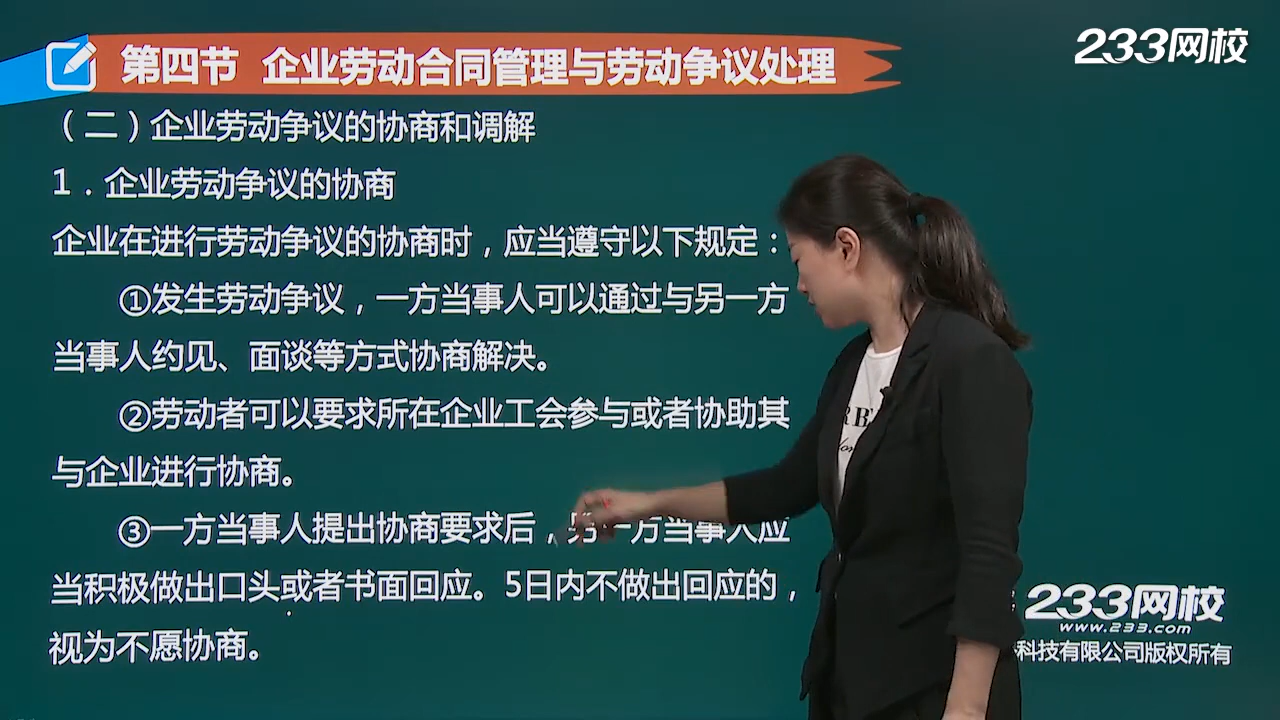 第四节 企业劳动合同管理与劳动争议处理
233网校
（二）企业劳动争议的协商和调解
1．企业劳动争议的协商
企业在进行劳动争议的协商时，应当遵守以下规定：
①发生劳动争议，一方当事人可以通过与另一方
当事人约见、面谈等方式协商解决。
②劳动者可以要求所在企业工会参与或者协助其
与企业进行协商。
③一方当事人提出协商要求后，另一方当事人应
当积极做出口头或者书面回应。5日内不做出回应的，
视为不愿协商。
233网校
www.233.com
科技有限公司版权所有